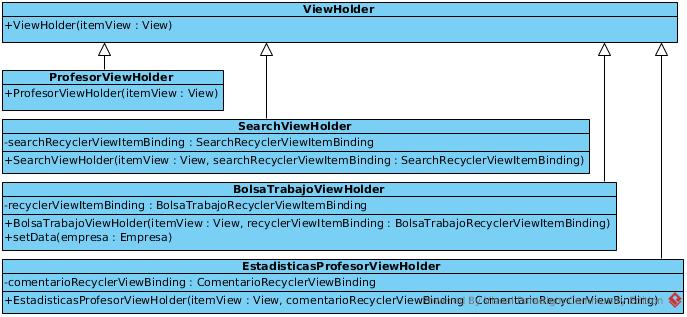 ViewHolder
+ViewHolder(itemView : View)
ProfesorViewHolder
+ProfesorViewHolder(itemView : View)
SearchViewHolder
-searchRecyclerViewItemBinding : SearchRecyclerViewItemBinding
+SearchViewHolder(itemView : View, searchRecyclerViewItemBinding : SearchRecyclerViewItemBinding)
BolsaTrabajoViewHolder
-recyclerViewItemBinding : BolsaTrabajoRecyclerViewItemBinding
+BolsaTrabajoViewHolder(itemView : View, recyclerViewItemBinding : BolsaTrabajoRecyclerViewItemBinding)
+setData(empresa : Empresa)
EstadisticasProfesorViewHolder
-comentarioRecyclerViewBinding : ComentarioRecyclerViewBinding
+EstadisticasProfesorViewHolder(itemView : View, comentarioRecyclerViewBinding